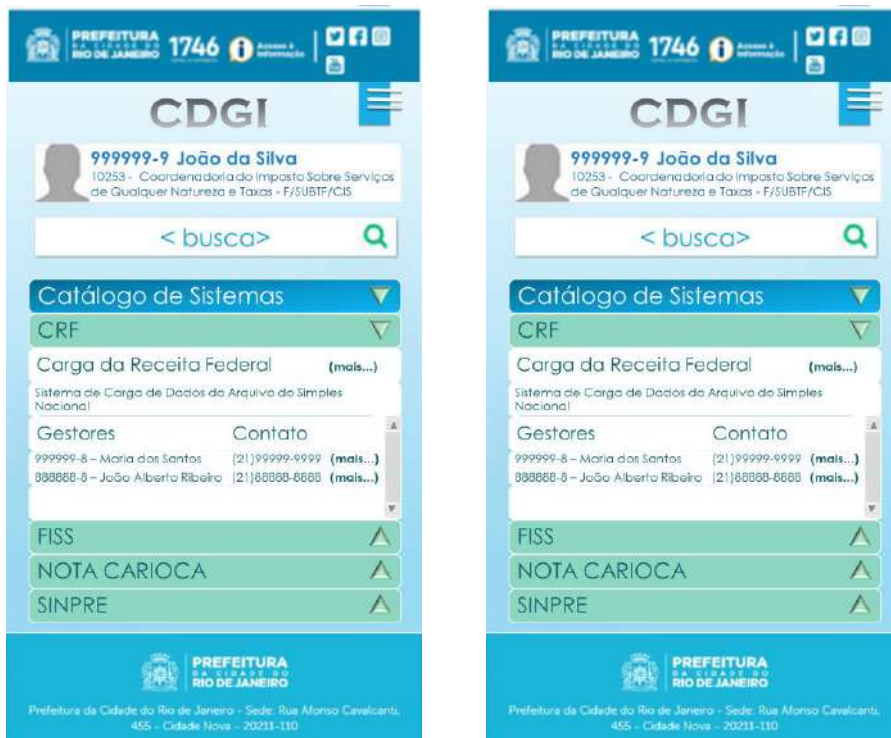 PREFEITURA
DA CIDADE DO
RIO DE JANEIRO
1746
Acesso à
Informação
CDGI
999999-9 João da Silva
10253 - Coordenadoria do Imposto Sobre Serviços
de Qualquer Natureza e Taxas - F/SUBTF/CIS
< busca>
Catálogo de Sistemas
CRF
Carga da Receita Federal (mais...)
Sistema de Carga de Dados do Arquivo do Simples
Nacional
Gestores Contato
999999-8 – Maria dos Santos (21)99999-9999 (mais...)
888888-8 – João Alberto Ribeiro (21)88888-8888 (mais...)
FISS
NOTA CARIOCA
SINPRE
PREFEITURA
DA CIDADE DO
RIO DE JANEIRO
Prefeitura da Cidade do Rio de Janeiro - Sede: Rua Afonso Cavalcanti,
455 - Cidade Nova - 20211-110
PREFEITURA
DA CIDADE DO
RIO DE JANEIRO
1746
Acesso à
Informação
CDGI
999999-9 João da Silva
10253 - Coordenadoria do Imposto Sobre Serviços
de Qualquer Natureza e Taxas - F/SUBTF/CIS
< busca>
Catálogo de Sistemas
CRF
Carga da Receita Federal (mais...)
Sistema de Carga de Dados do Arquivo do Simples
Nacional
Gestores Contato
999999-8 – Maria dos Santos (21)99999-9999 (mais...)
888888-8 – João Alberto Ribeiro (21)88888-8888 (mais...)
FISS
NOTA CARIOCA
SINPRE
PREFEITURA
DA CIDADE DO
RIO DE JANEIRO
Prefeitura da Cidade do Rio de Janeiro - Sede: Rua Afonso Cavalcanti,
455 - Cidade Nova - 20211-110